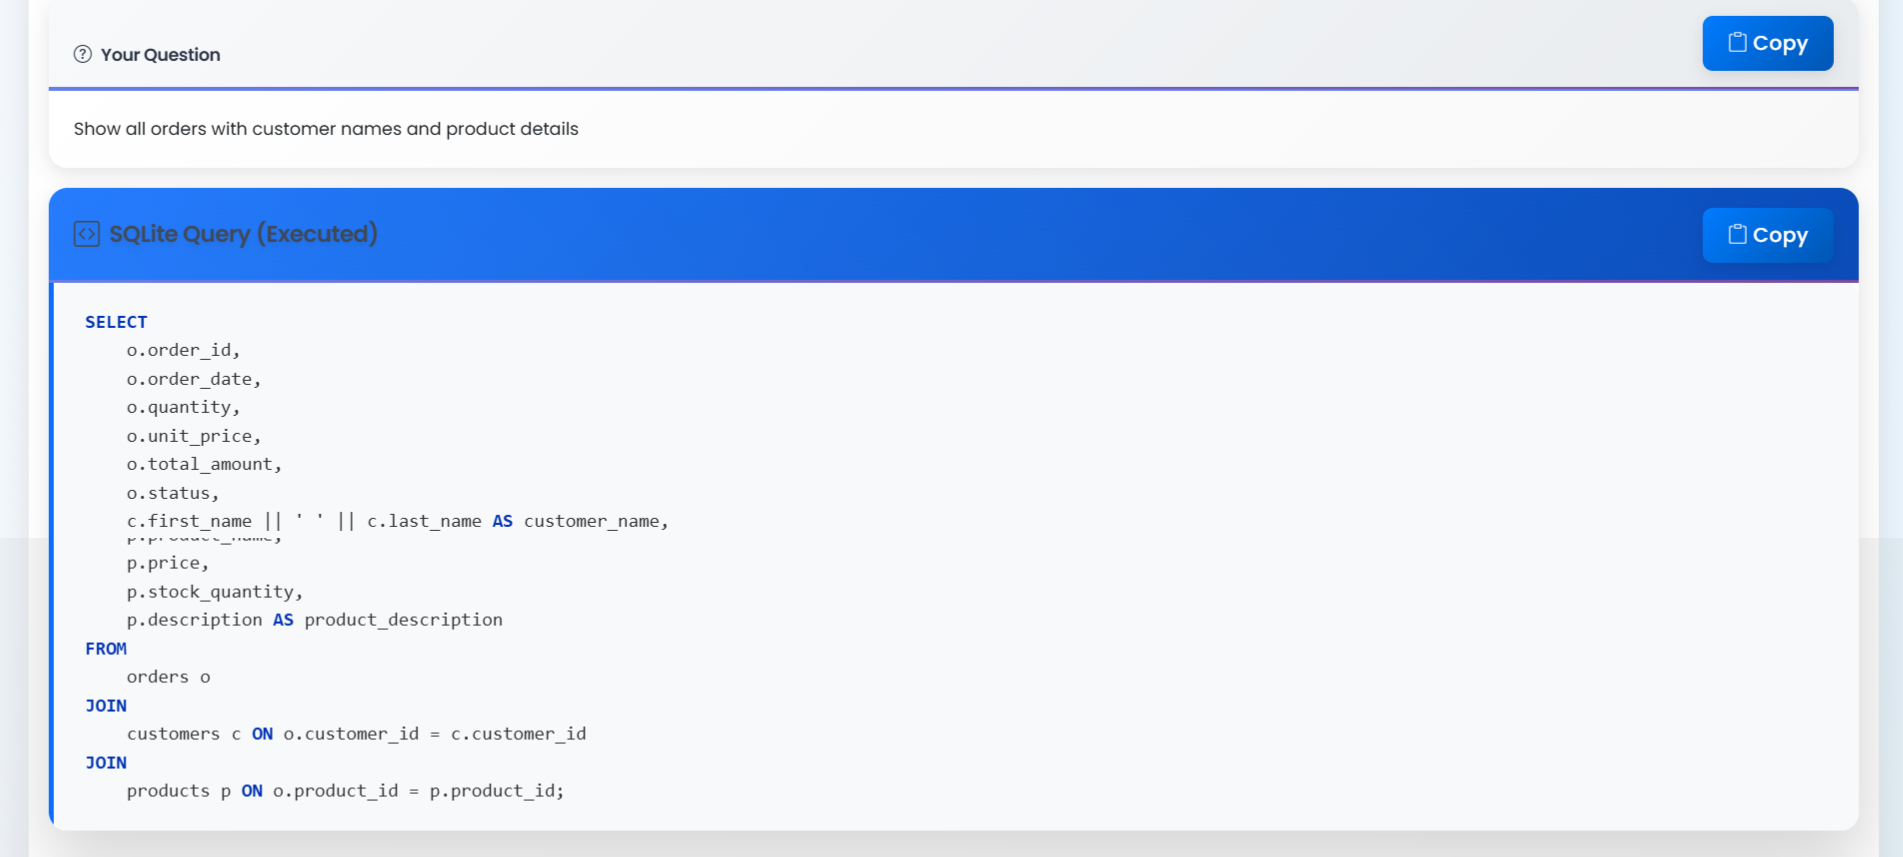 Your Question
Copy
Show all orders with customer names and product details
SQLite Query (Executed)
Copy
SELECT
o.order_id,
o.order_date,
o.quantity,
o.unit_price,
o.total_amount,
o.status,
c.first_name || ' ' || c.last_name AS customer_name,
p.product_name,
p.price,
p.stock_quantity,
p.description AS product_description
FROM
orders o
JOIN
customers c ON o.customer_id = c.customer_id
JOIN
products p ON o.product_id = p.product_id;